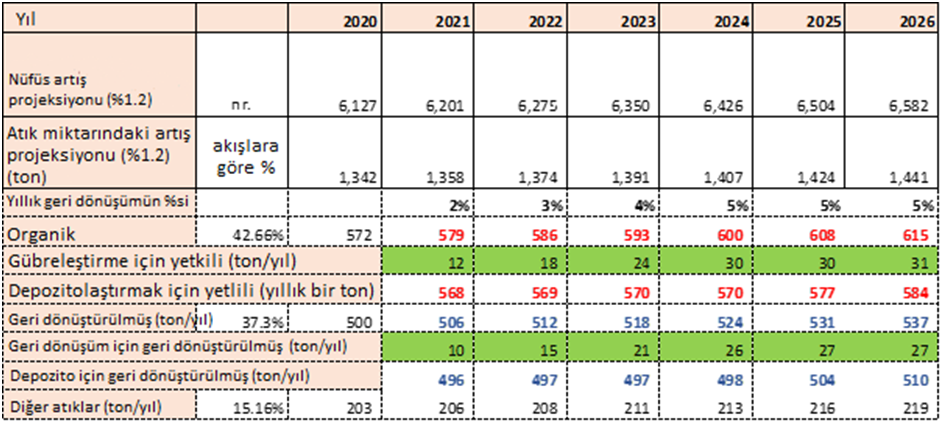 Yıl 2020 2021 2022 2023 2024 2025 2026
Nüfüs artiş
projeksiyonu (%1.2) nr. 6,127 6,201 6,275 6,350 6,426 6,504 6,582
Atık miktarındaki artış
projeksiyonu (%1.2)
(ton) akışlara
göre % 1,342 1,358 1,374 1,391 1,407 1,424 1,441
Yıllık geri dönüşümün %si 2% 3% 4% 5% 5% 5%
Organik 42.66% 572 579 586 593 600 608 615
Gübreleştirme için yetkili (ton/yıl) 12 18 24 30 30 31
Depozitolaştırmak için yetlili (yıllık bir ton) 568 569 570 570 577 584
Geri dönüştürülmüş (ton/yıl) 37.3% 500 506 512 518 524 531 537
Geri dönüşüm için geri dönüştürülmüş (ton/yıl) 10 15 21 26 27 27
Depozito için geri dönüştürülmüş (ton/yıl) 496 497 497 498 504 510
Diğer atıklar (ton/yıl) 15.16% 203 206 208 211 213 216 219